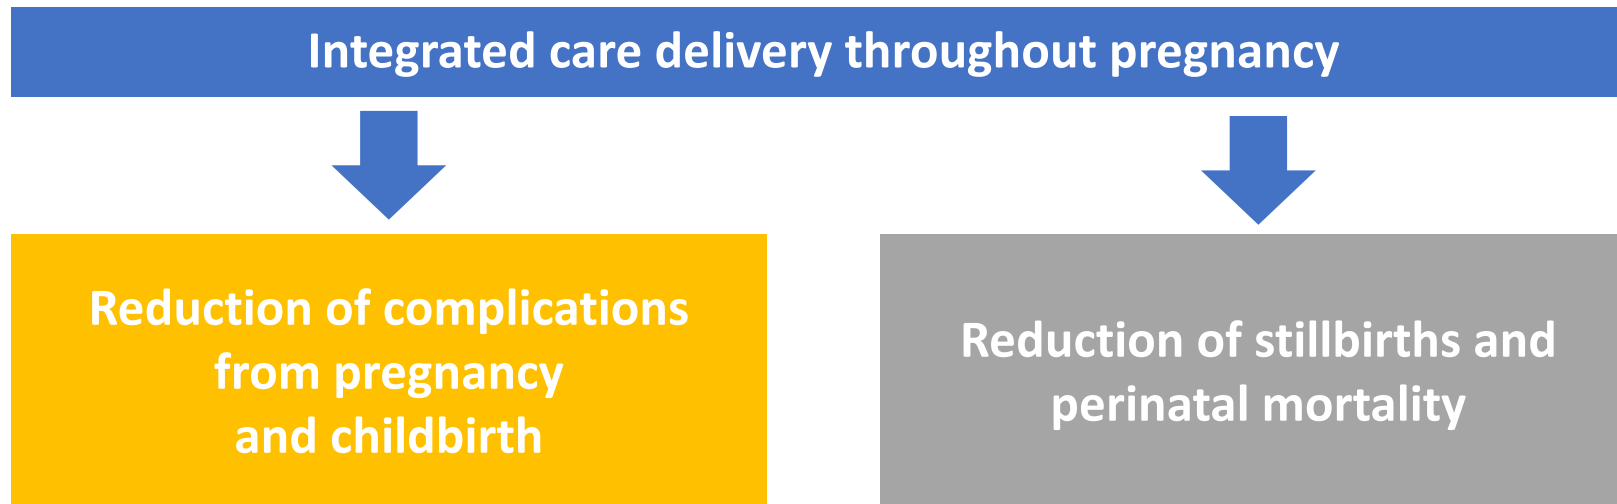 Integrated care delivery throughout pregnancy
Reduction of complications
from pregnancy
and childbirth
Reduction of stillbirths and
perinatal mortality